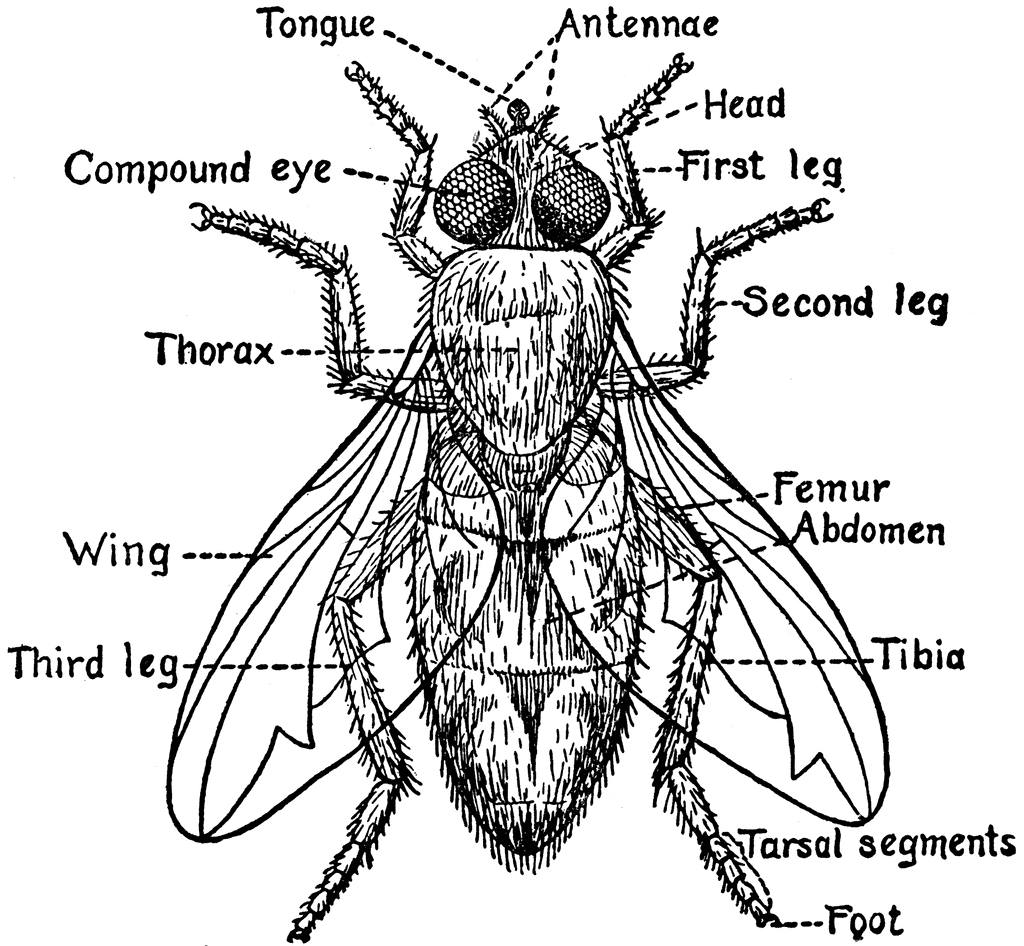 Tongue
Antennae
Head
Compound eye
First leg
Second leg
Thorax
Femur
Abdomen
Wing
Third leg
Tibia
Tarsal segments
Foot